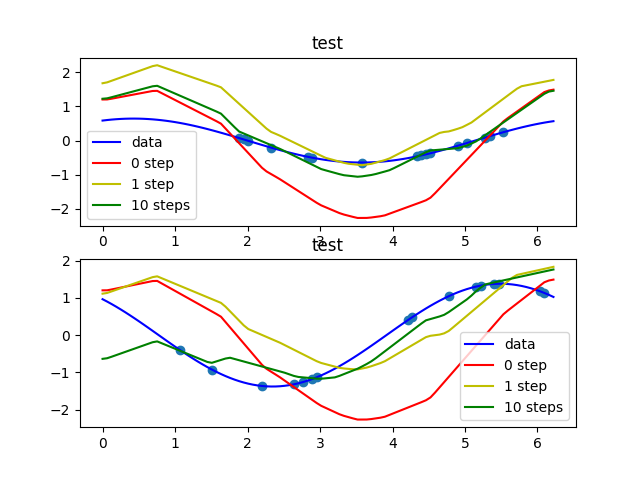 test
2
1
0
−1
−2
data
0 step
1 step
10 steps
0 1 2 3 4 5 6
test
2
1
0
−1
−2
data
0 step
1 step
10 steps
0 1 2 3 4 5 6